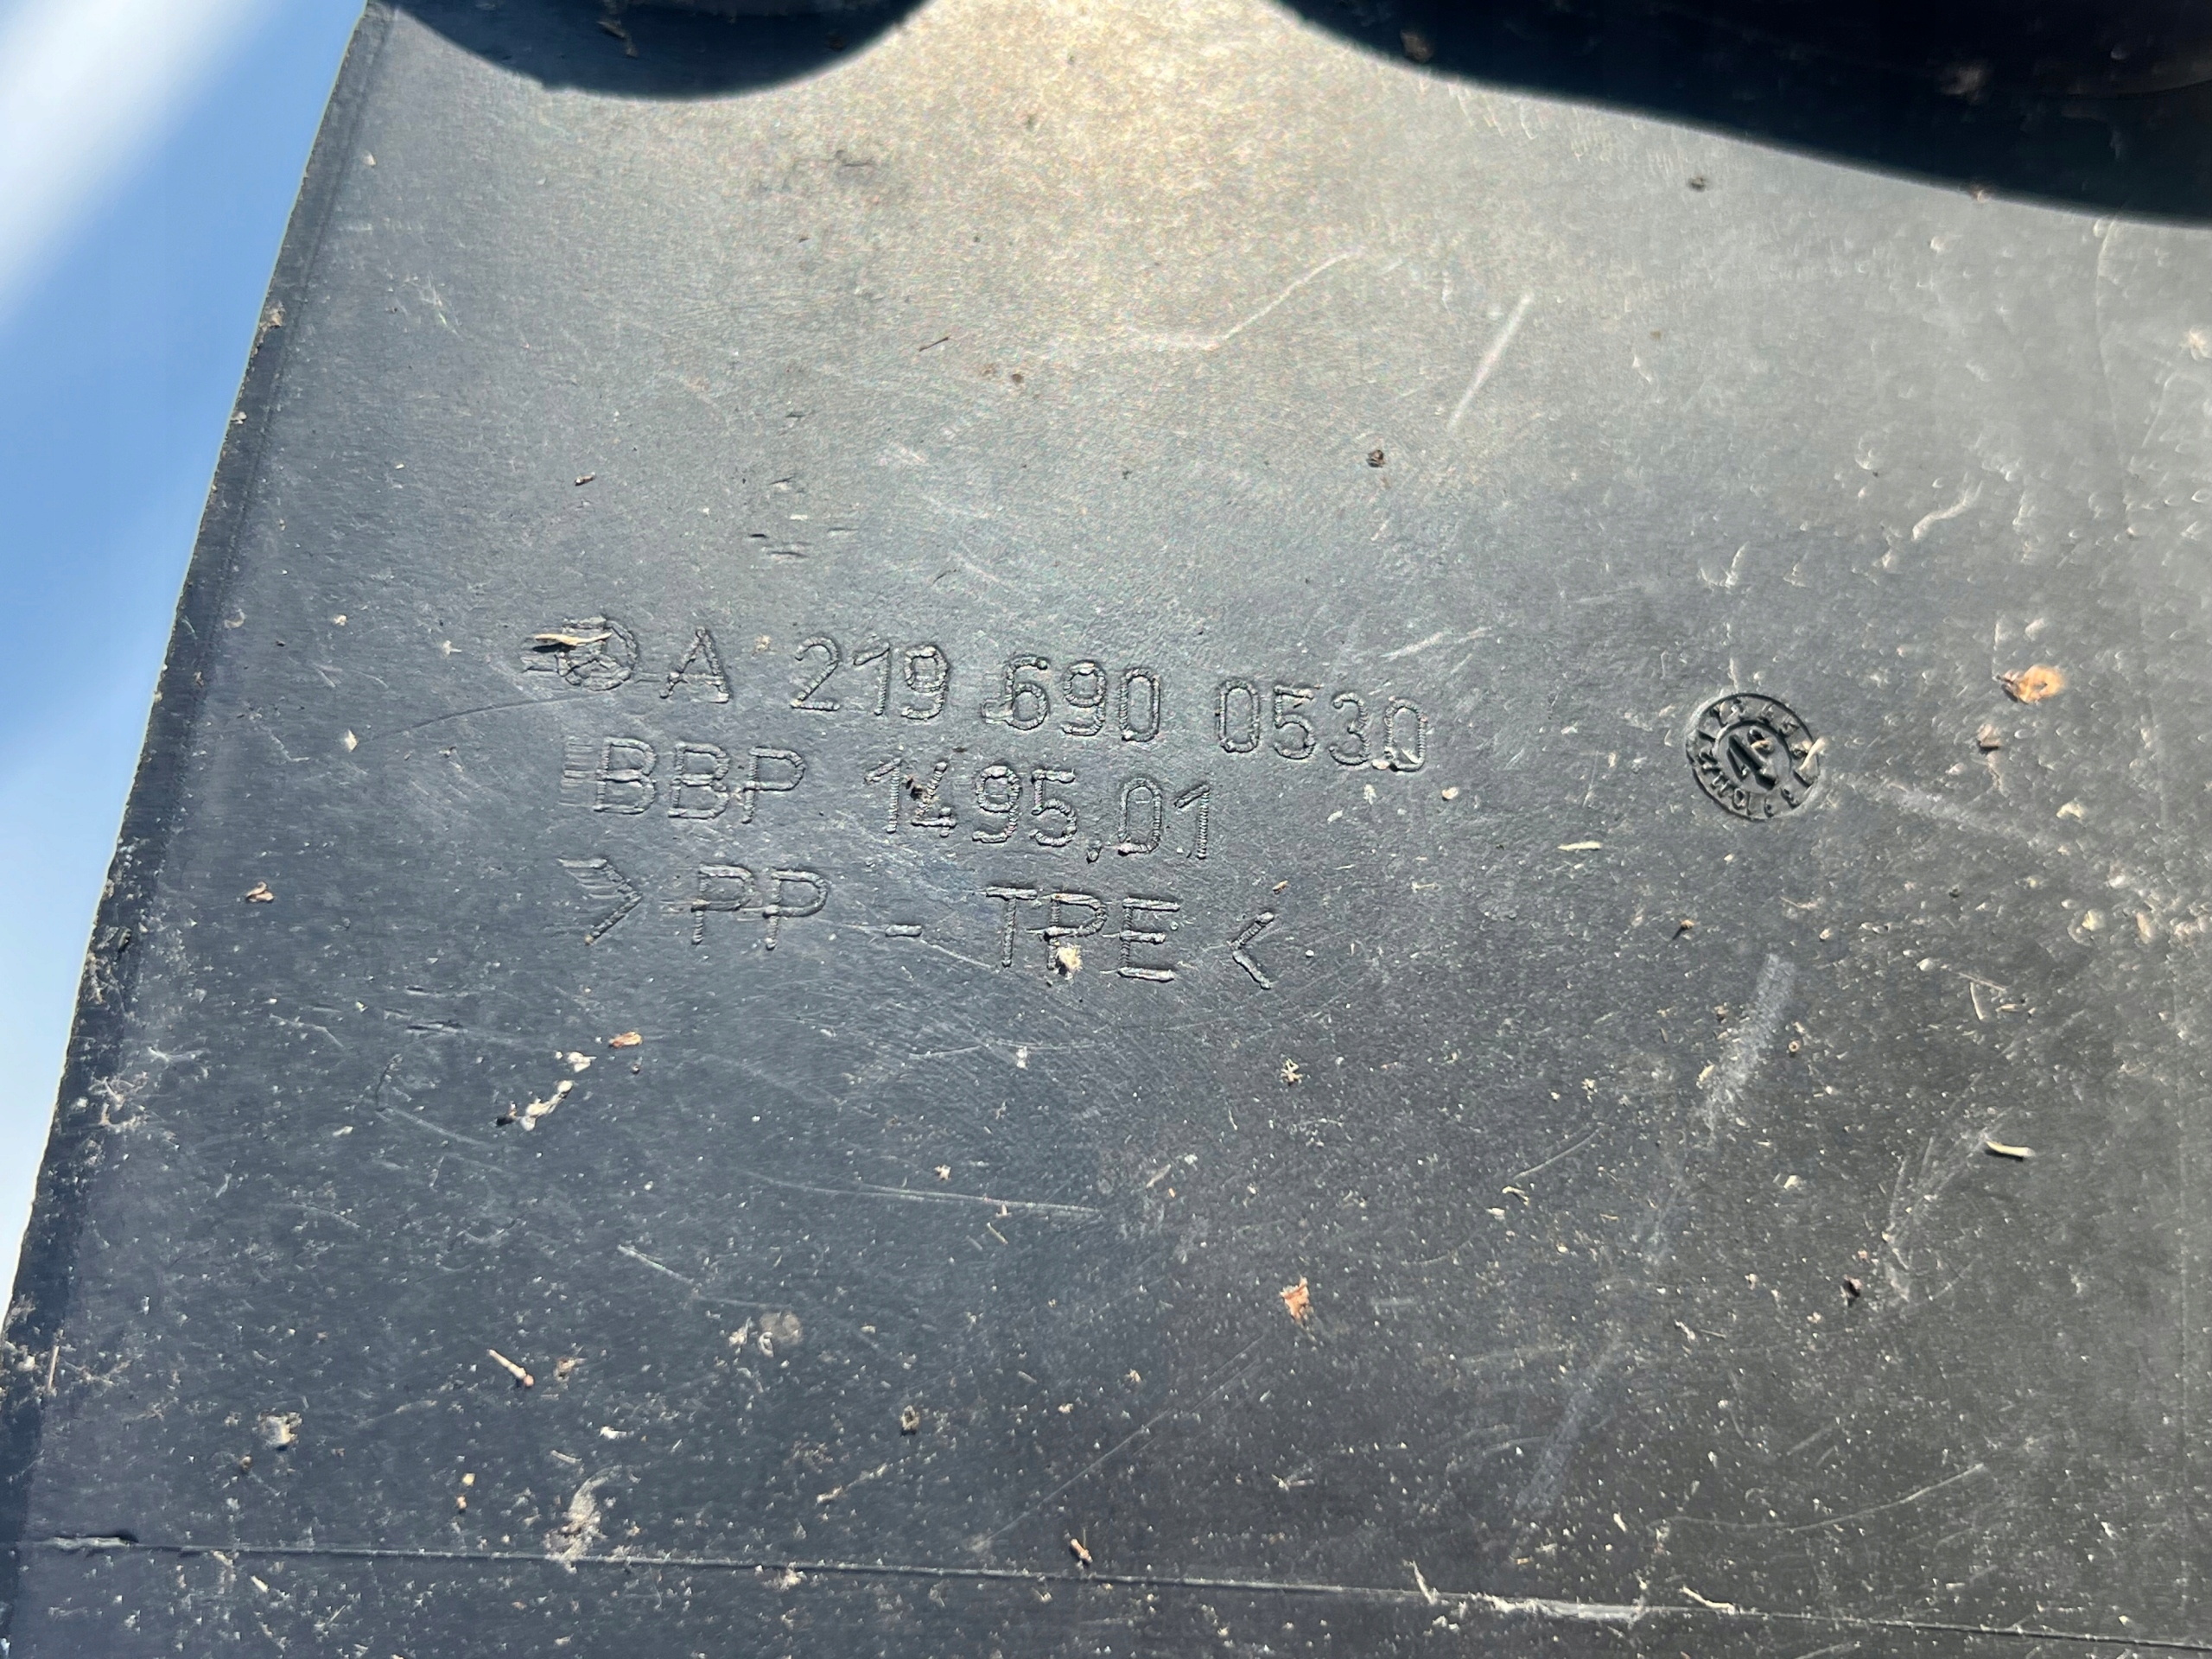 A 219 690 0530
BBP 1495,01
> PP - TPE <